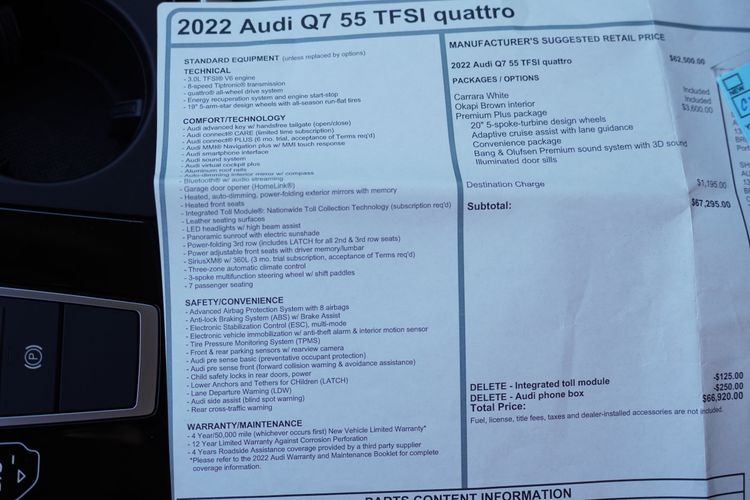 2022 Audi Q7 55 TFSI quattro
STANDARD EQUIPMENT (unless replaced by options)
TECHNICAL
- 3.0L TFSI® V6 engine
- 8-speed Tiptronic® transmission
- quattro® all-wheel drive system
- Energy recuperation system and engine start-stop
- 19" 5-arm-star design wheels with all-season run-flat tires
COMFORT/TECHNOLOGY
- Audi advanced key w/ handsfree tailgate (open/close)
- Audi connect® CARE (limited time subscription)
- Audi connect® PLUS (6 mo. trial, acceptance of Terms req'd)
- Audi MMI® Navigation plus w/ MMI touch response
- Audi smartphone interface
- Audi sound system
- Audi virtual cockpit plus
- Aluminum roof rails
- Auto-dimming interior mirror w/ compass
- Bluetooth® w/ audio streaming
- Garage door opener (HomeLink®)
- Heated, auto-dimming, power-folding exterior mirrors with memory
- Heated front seats
- Integrated Toll Module®: Nationwide Toll Collection Technology (subscription req'd)
- Leather seating surfaces
- LED headlights w/ high beam assist
- Panoramic sunroof with electric sunshade
- Power-folding 3rd row (includes LATCH for all 2nd & 3rd row seats)
- Power adjustable front seats with driver memory/lumbar
- SiriusXM® w/ 360L (3 mo. trial subscription, acceptance of Terms req'd)
- Three-zone automatic climate control
- 3-spoke multifunction steering wheel w/ shift paddles
- 7 passenger seating
SAFETY/CONVENIENCE
- Advanced Airbag Protection System with 8 airbags
- Anti-lock Braking System (ABS) w/ Brake Assist
- Electronic Stabilization Control (ESC), multi-mode
- Electronic vehicle immobilization w/ anti-theft alarm & interior motion sensor
- Tire Pressure Monitoring System (TPMS)
- Front & rear parking sensors w/ rearview camera
- Audi pre sense basic (preventative occupant protection)
- Audi pre sense front (forward collision warning & avoidance assistance)
- Child safety locks in rear doors, power
- Lower Anchors and Tethers for CHildren (LATCH)
- Lane Departure Warning (LDW)
- Audi side assist (blind spot warning)
- Rear cross-traffic warning
WARRANTY/MAINTENANCE
- 4 Year/50,000 mile (whichever occurs first) New Vehicle Limited Warranty*
- 12 Year Limited Warranty Against Corrosion Perforation
- 4 Years Roadside Assistance coverage provided by a third party supplier
*Please refer to the 2022 Audi Warranty and Maintenance Booklet for complete
coverage information.
MANUFACTURER'S SUGGESTED RETAIL PRICE
2022 Audi Q7 55 TFSI quattro $62,500.00
PACKAGES / OPTIONS
Carrara White Included
Okapi Brown interior Included
Premium Plus package $3,600.00
20" 5-spoke-turbine design wheels
Adaptive cruise assist with lane guidance
Convenience package
Bang & Olufsen Premium sound system with 3D sound
Illuminated door sills
Destination Charge $1,195.00
Subtotal: $67,295.00
DELETE - Integrated toll module -$125.00
DELETE - Audi phone box -$250.00
Total Price: $66,920.00
Fuel, license, title fees, taxes and dealer-installed accessories are not included.
PARTS CONTENT INFORMATION
NEW
P